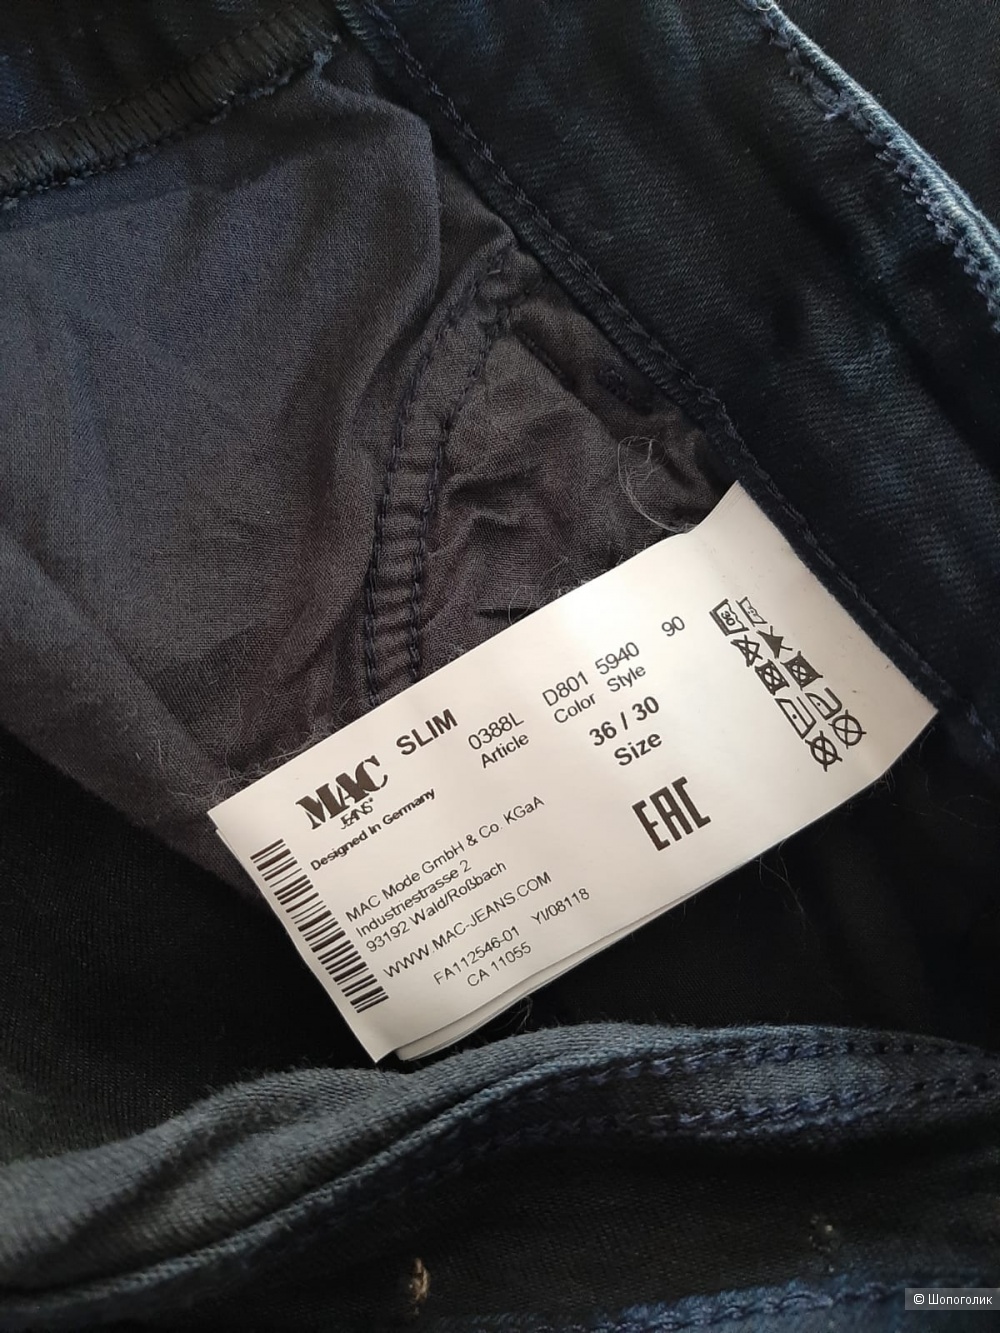 MAC
JEANS
SLIM
Designed in Germany
0388L D801 5940 90
Article Color Style
36 / 30
Size
MAC Mode GmbH & Co. KGaA
Industriestrasse 2
93192 Wald/Roßbach
WWW.MAC-JEANS.COM
FA112546-01 YI/08118
CA 11055
EAC
30
© Шопоголик